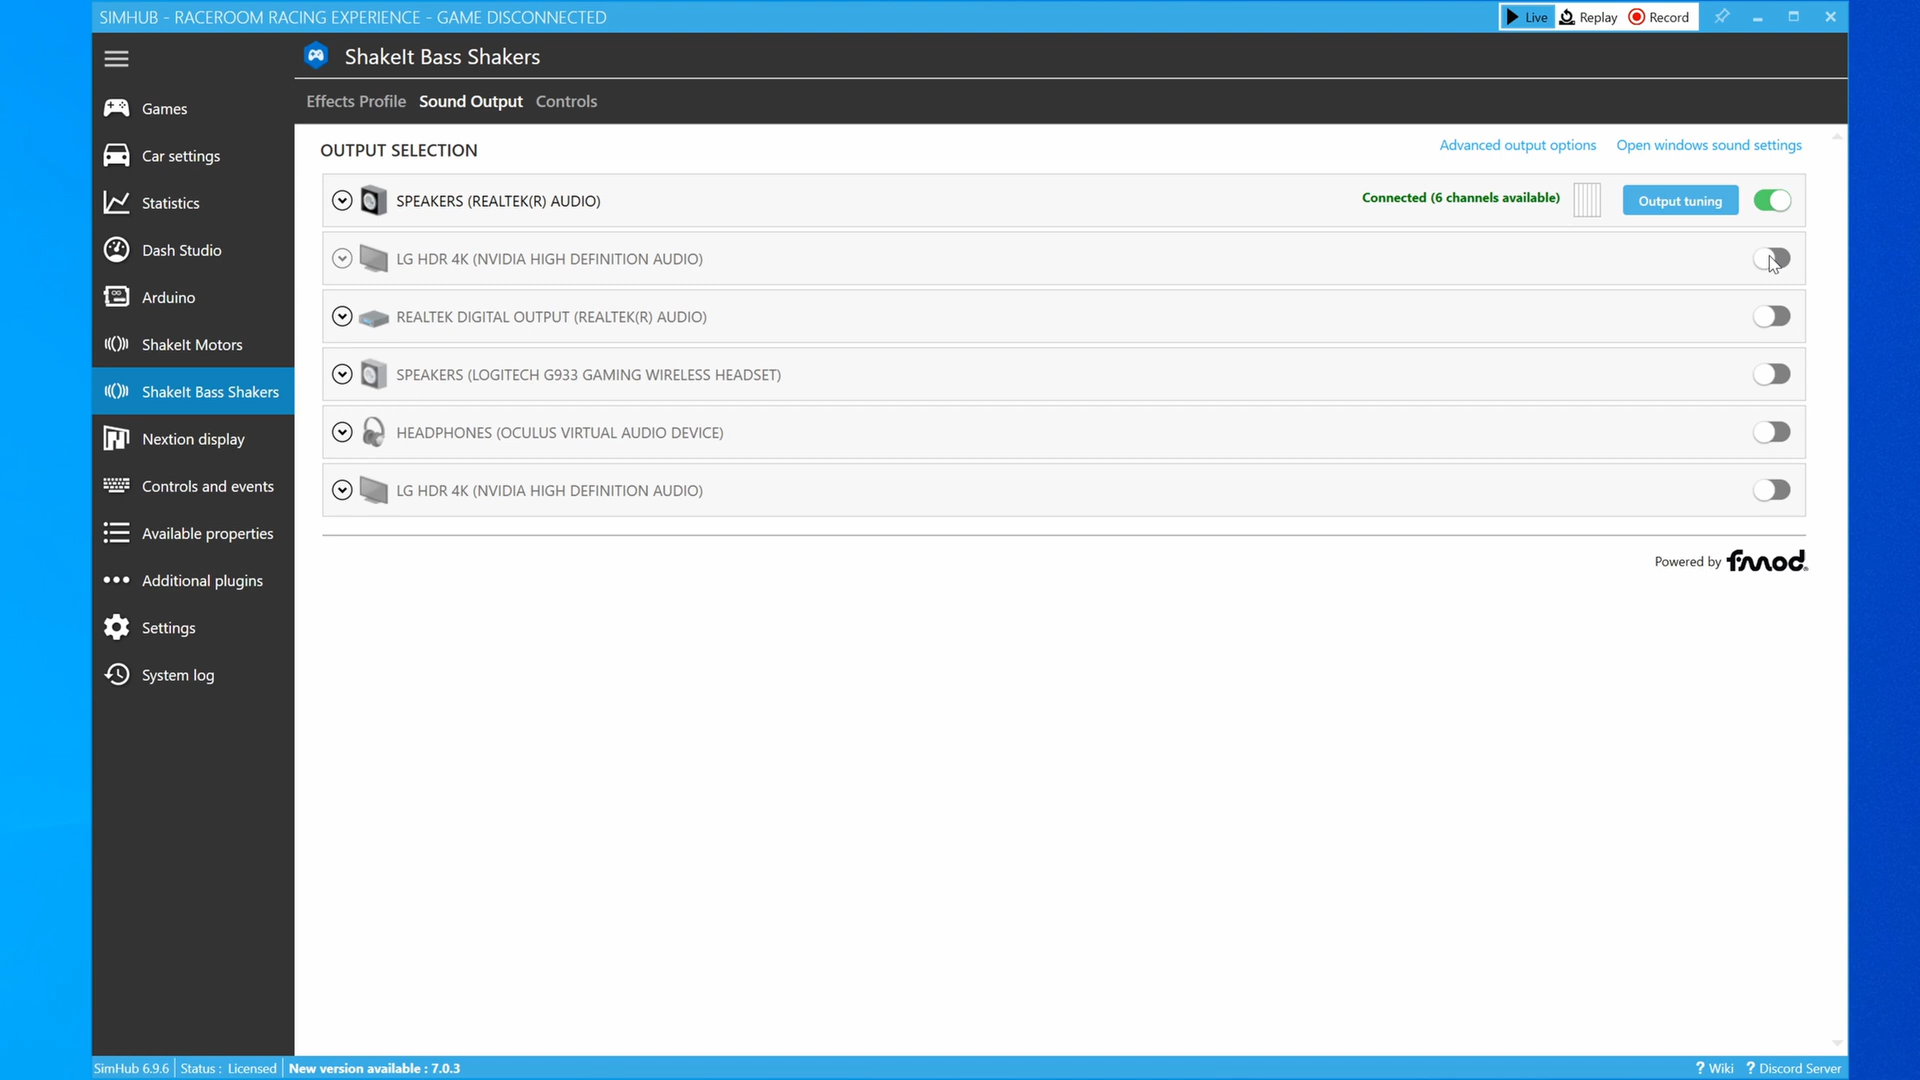 SIMHUB - RACEROOM RACING EXPERIENCE - GAME DISCONNECTED
Live Replay Record
ShakeIt Bass Shakers
Games
Car settings
Statistics
Dash Studio
Arduino
ShakeIt Motors
ShakeIt Bass Shakers
Nextion display
Controls and events
Available properties
Additional plugins
Settings
System log
Effects Profile Sound Output Controls
OUTPUT SELECTION
Advanced output options Open windows sound settings
SPEAKERS (REALTEK(R) AUDIO) Connected (6 channels available) Output tuning
LG HDR 4K (NVIDIA HIGH DEFINITION AUDIO)
REALTEK DIGITAL OUTPUT (REALTEK(R) AUDIO)
SPEAKERS (LOGITECH G933 GAMING WIRELESS HEADSET)
HEADPHONES (OCULUS VIRTUAL AUDIO DEVICE)
LG HDR 4K (NVIDIA HIGH DEFINITION AUDIO)
Powered by fmod®
SimHub 6.9.6 Status : Licensed New version available : 7.0.3 ? Wiki ? Discord Server